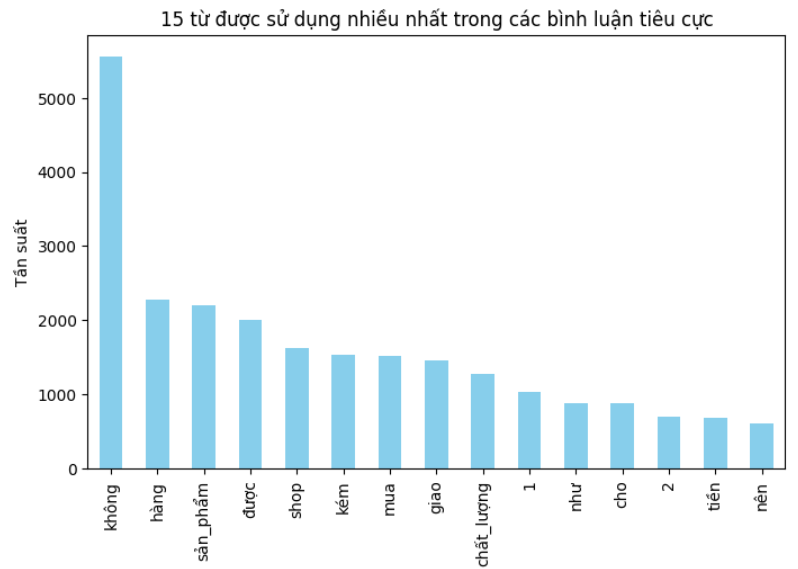 15 từ được sử dụng nhiều nhất trong các bình luận tiêu cực
Tần suất
5000
4000
3000
2000
1000
0
không
hàng
sản_phẩm
được
shop
kém
mua
giao
chất_lượng
1
như
cho
2
tiền
nên